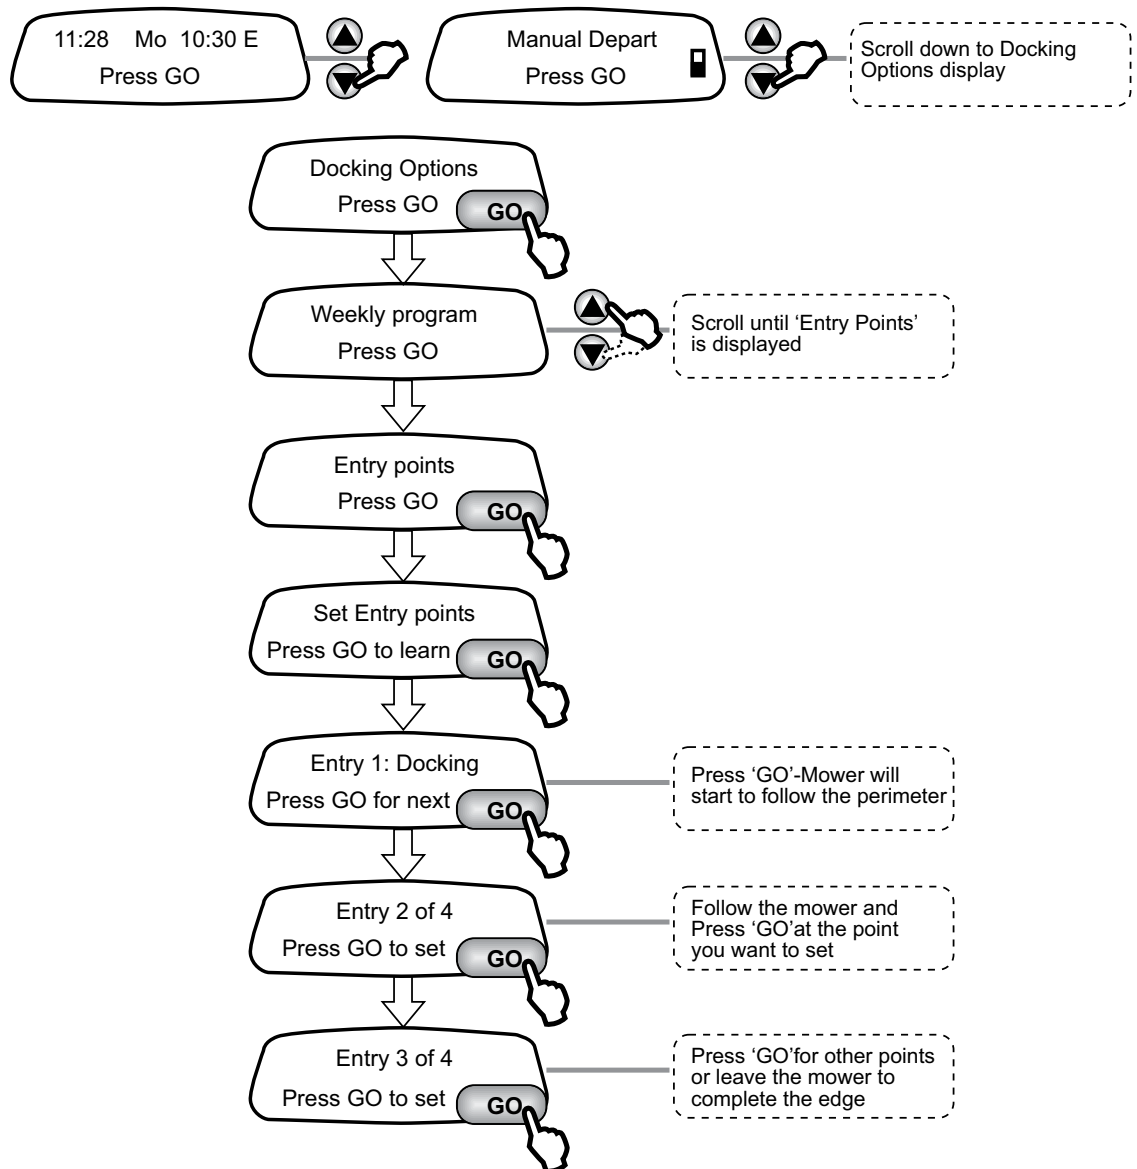 11:28 Mo 10:30 E
Press GO
Manual Depart
Press GO
Scroll down to Docking
Options display
Docking Options
Press GO
GO
Weekly program
Press GO
Scroll until ‘Entry Points’
is displayed
Entry points
Press GO
GO
Set Entry points
Press GO to learn
GO
Entry 1: Docking
Press GO for next
GO
Press ‘GO’-Mower will
start to follow the perimeter
Entry 2 of 4
Press GO to set
GO
Follow the mower and
Press ‘GO’at the point
you want to set
Entry 3 of 4
Press GO to set
GO
Press ‘GO’for other points
or leave the mower to
complete the edge